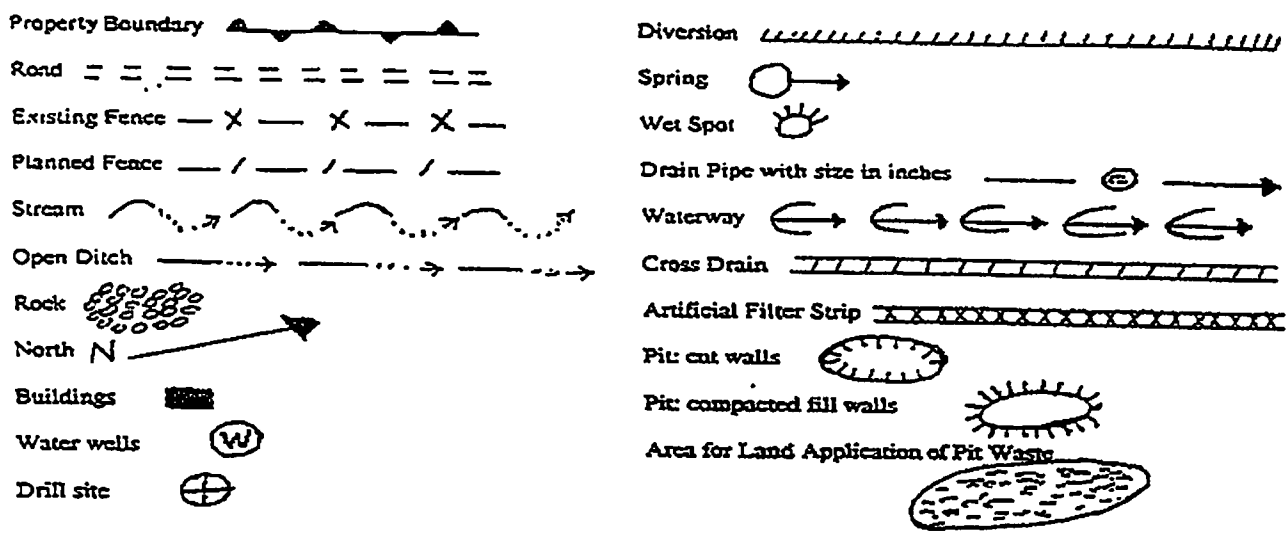 Property Boundary
Road
Existing Fence
Planned Fence
Stream
Open Ditch
Rock
North N
Buildings
Water wells W
Drill site
Diversion
Spring
Wet Spot
Drain Pipe with size in inches
Waterway
Cross Drain
Artificial Filter Strip
Pit: cut walls
Pit: compacted fill walls
Area for Land Application of Pit Waste